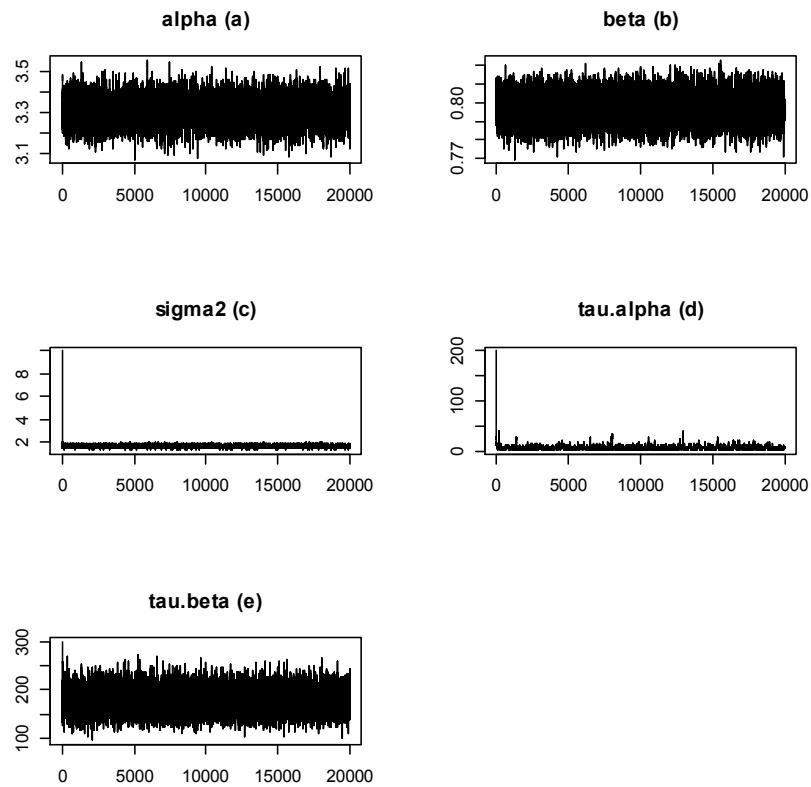 alpha (a)
3.1 3.3 3.5
0 5000 10000 15000 20000
beta (b)
0.77 0.80
0 5000 10000 15000 20000
sigma2 (c)
2 4 6 8
0 5000 10000 15000 20000
tau.alpha (d)
0 100 200
0 5000 10000 15000 20000
tau.beta (e)
100 200 300
0 5000 10000 15000 20000